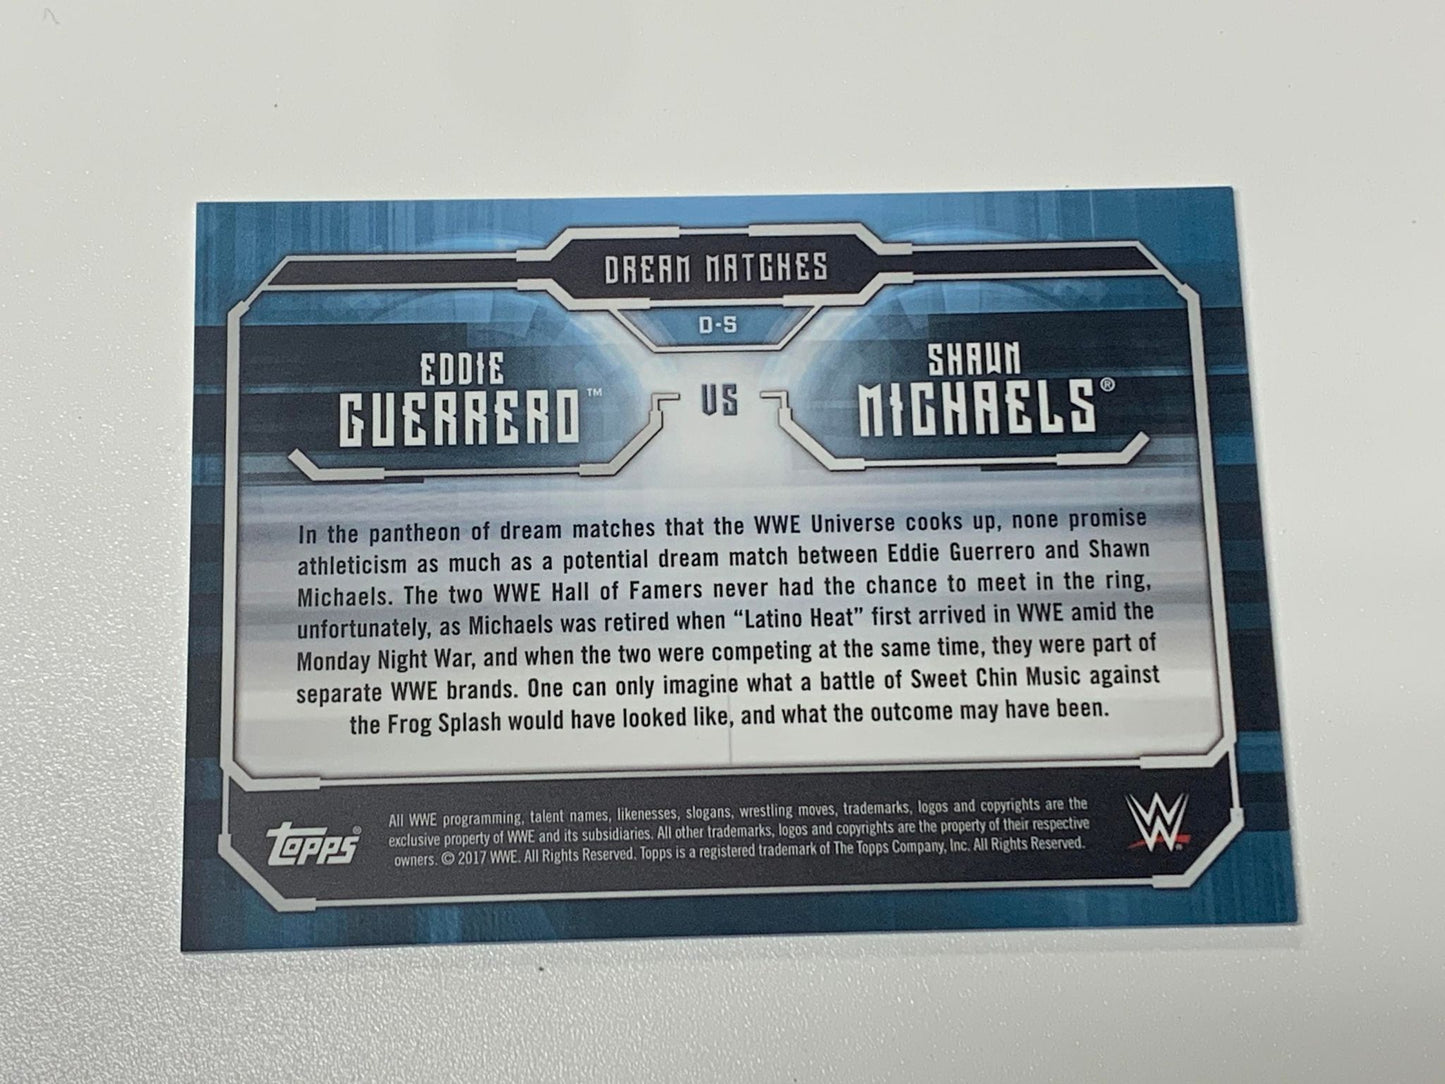 DREAM MATCHES
D-5
EDDIE
GUERRERO™
VS
SHAWN
MICHAELS®
In the pantheon of dream matches that the WWE Universe cooks up, none promise
athleticism as much as a potential dream match between Eddie Guerrero and Shawn
Michaels. The two WWE Hall of Famers never had the chance to meet in the ring,
unfortunately, as Michaels was retired when “Latino Heat” first arrived in WWE amid the
Monday Night War, and when the two were competing at the same time, they were part of
separate WWE brands. One can only imagine what a battle of Sweet Chin Music against
the Frog Splash would have looked like, and what the outcome may have been.
topps®
All WWE programming, talent names, likenesses, slogans, wrestling moves, trademarks, logos and copyrights are the
exclusive property of WWE and its subsidiaries. All other trademarks, logos and copyrights are the property of their respective
owners. © 2017 WWE. All Rights Reserved. Topps is a registered trademark of The Topps Company, Inc. All Rights Reserved.
W